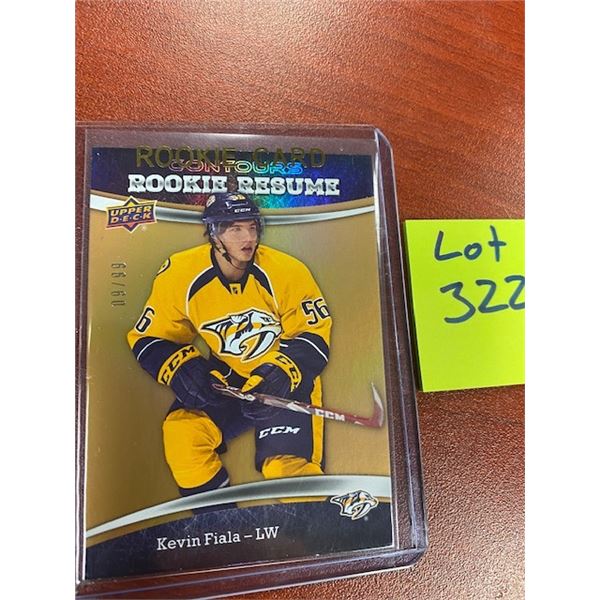 ROOKIE CARD
CONTOURS
ROOKIE RESUME
UPPER
DECK
CCM
09/99
56
56
CCM
CCM
CCM
Kevin Fiala – LW
Lot
322